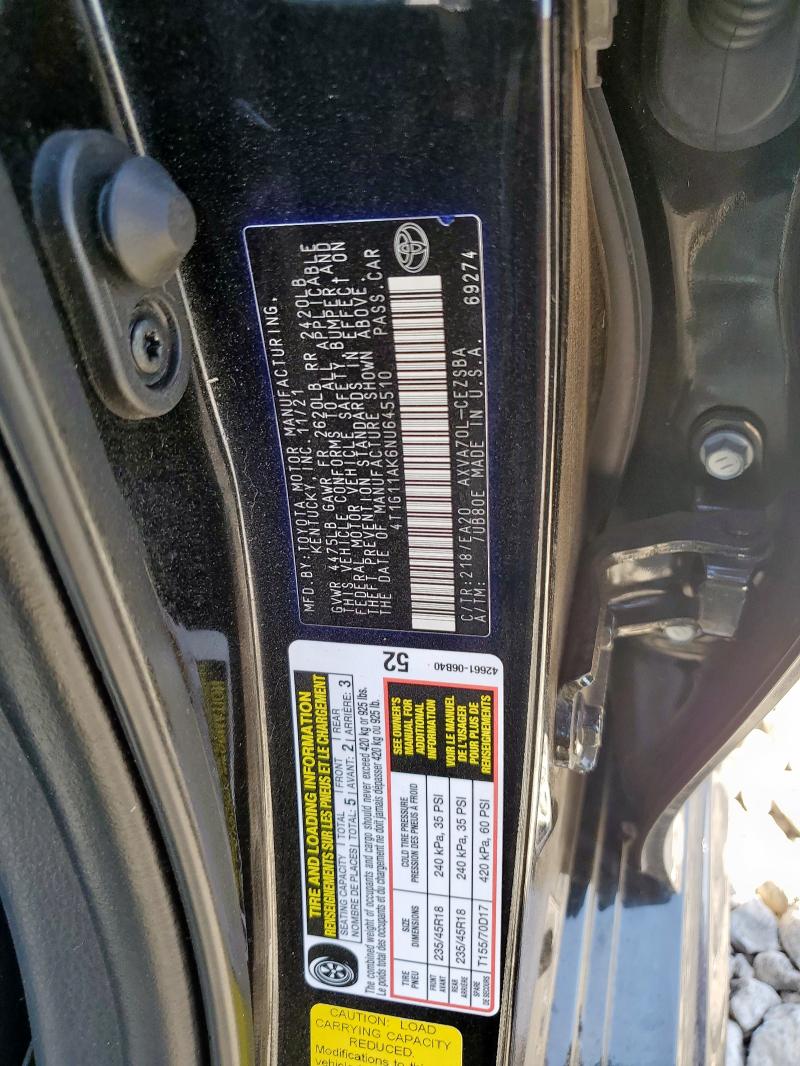 MFD.BY:TOYOTA MOTOR MANUFACTURING,
KENTUCKY, INC. 11/21
GVWR 4475LB GAWR FR 2620LB RR 2420LB
THIS VEHICLE CONFORMS TO ALL APPLICABLE
FEDERAL MOTOR VEHICLE SAFETY, BUMPER AND
THEFT PREVENTION STANDARDS IN EFFECT ON
THE DATE OF MANUFACTURE SHOWN ABOVE.
4T1G11AK6NU645510 PASS.CAR
C/TR:218/EA20 AXVA70L-CEZSBA
A/TM: /UB80E MADE IN U.S.A. 69274
TIRE AND LOADING INFORMATION
RENSEIGNEMENTS SUR LES PNEUS ET LE CHARGEMENT
SEATING CAPACITY | TOTAL | FRONT | REAR
NOMBRE DE PLACES | TOTAL: 5 | AVANT: 2 | ARRIÈRE: 3
The combined weight of occupants and cargo should never exceed 420 kg or 925 lbs.
Le poids total des occupants et du chargement ne doit jamais dépasser 420 kg ou 925 lb.
TIRE SIZE COLD TIRE PRESSURE
PNEU DIMENSIONS PRESSION DES PNEUS À FROID
FRONT
AVANT 235/45R18 240 kPa, 35 PSI
REAR
ARRIÈRE 235/45R18 240 kPa, 35 PSI
SPARE
DE SECOURS T155/70D17 420 kPa, 60 PSI
SEE OWNER'S
MANUAL FOR
ADDITIONAL
INFORMATION
VOIR LE MANUEL
DE L'USAGER
POUR PLUS DE
RENSEIGNEMENTS
52
42661-06B40
CAUTION: LOAD
CARRYING CAPACITY
REDUCED.
Modifications to the